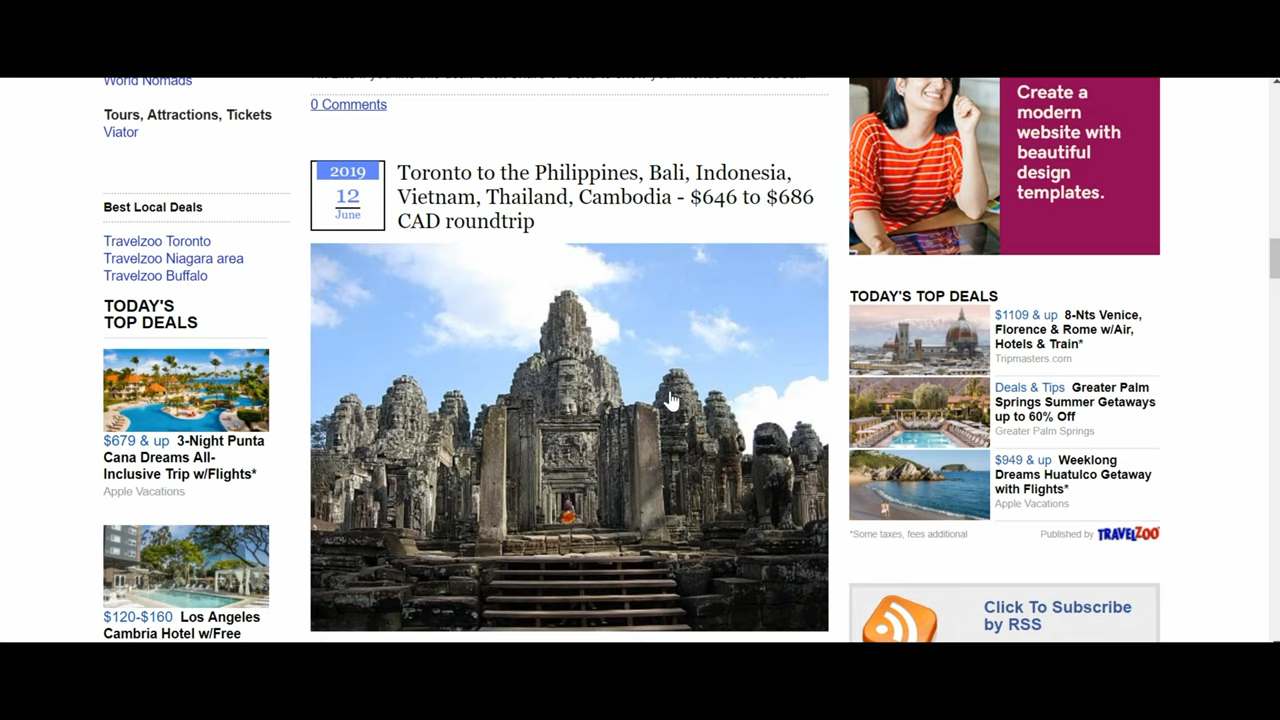 World Nomads
Tours, Attractions, Tickets
Viator
Best Local Deals
Travelzoo Toronto
Travelzoo Niagara area
Travelzoo Buffalo
TODAY'S
TOP DEALS
$679 & up 3-Night Punta
Cana Dreams All-
Inclusive Trip w/Flights*
Apple Vacations
$120-$160 Los Angeles
Cambria Hotel w/Free
0 Comments
2019
12
June
Toronto to the Philippines, Bali, Indonesia,
Vietnam, Thailand, Cambodia - $646 to $686
CAD roundtrip
Create a
modern
website with
beautiful
design
templates.
TODAY'S TOP DEALS
$1109 & up 8-Nts Venice,
Florence & Rome w/Air,
Hotels & Train*
Tripmasters.com
Deals & Tips Greater Palm
Springs Summer Getaways
up to 60% Off
Greater Palm Springs
$949 & up Weeklong
Dreams Huatulco Getaway
with Flights*
Apple Vacations
*Some taxes, fees additional
Published by TRAVELZOO
Click To Subscribe
by RSS